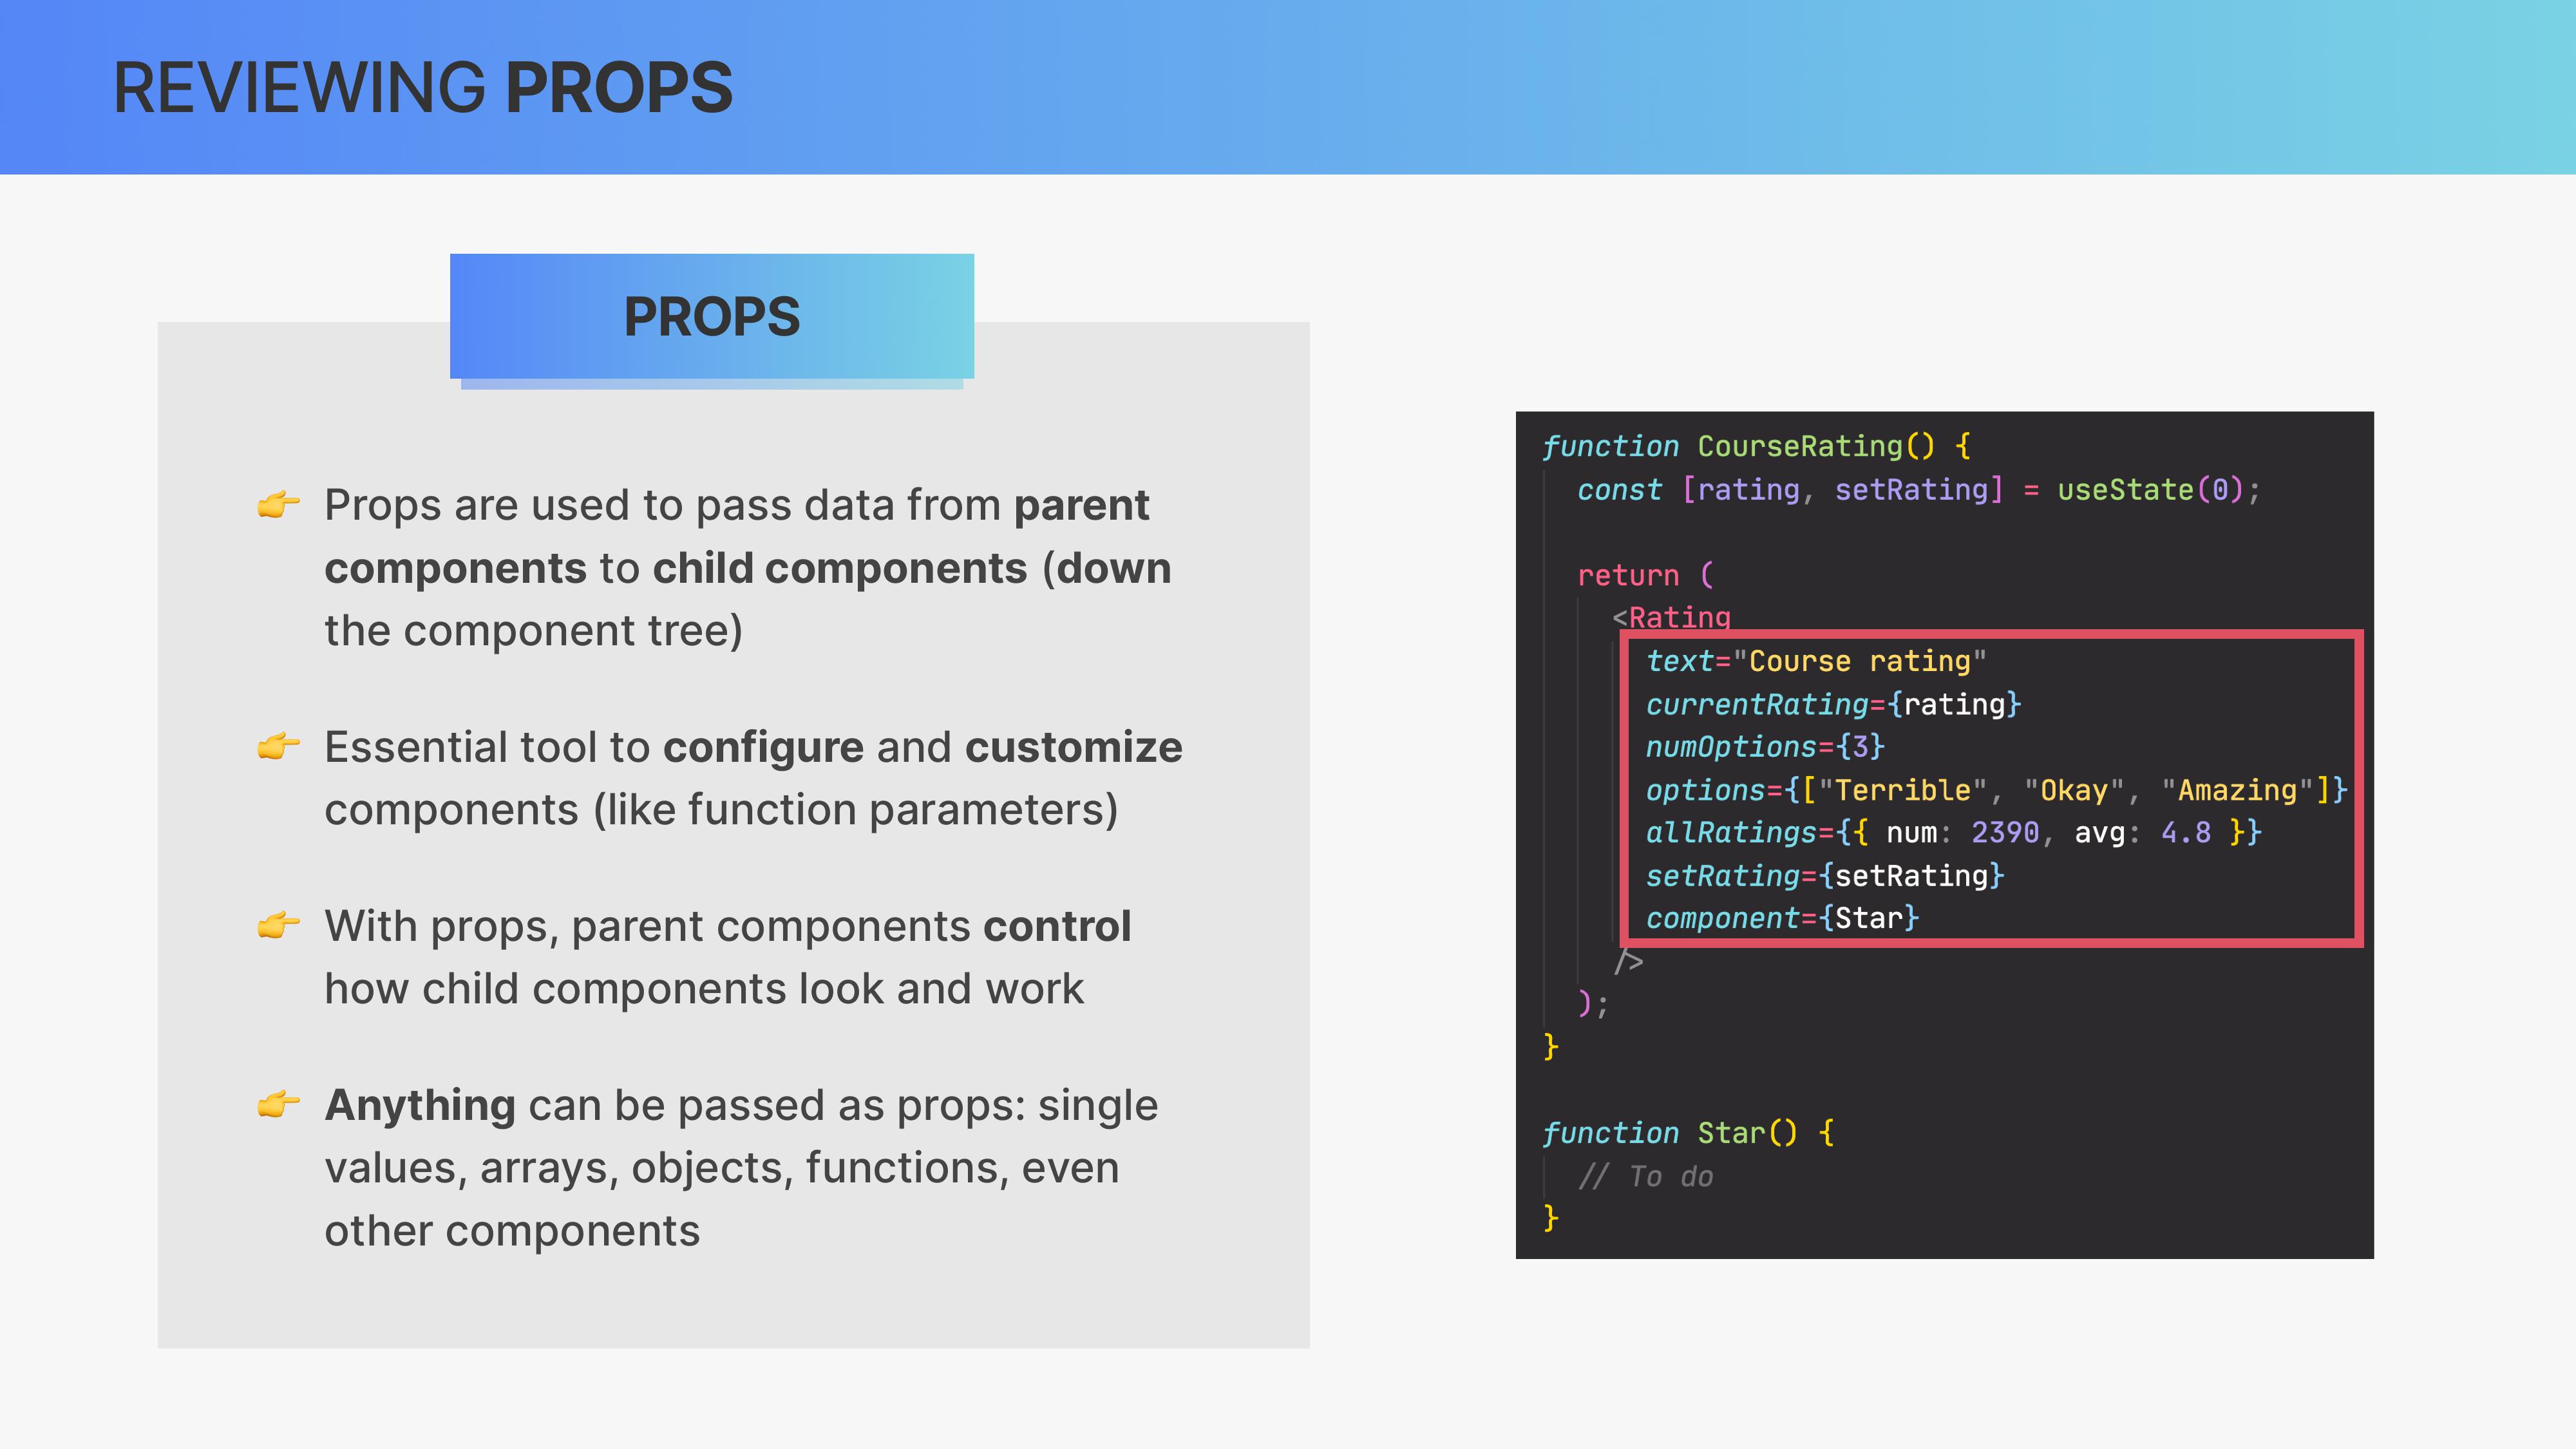 REVIEWING PROPS
PROPS
👉 Props are used to pass data from parent
components to child components (down
the component tree)
👉 Essential tool to configure and customize
components (like function parameters)
👉 With props, parent components control
how child components look and work
👉 Anything can be passed as props: single
values, arrays, objects, functions, even
other components
function CourseRating() {
const [rating, setRating] = useState(0);
return (
<Rating
text="Course rating"
currentRating={rating}
numOptions={3}
options={["Terrible", "Okay", "Amazing"]}
allRatings={{ num: 2390, avg: 4.8 }}
setRating={setRating}
component={Star}
/>
);
}
function Star() {
// To do
}